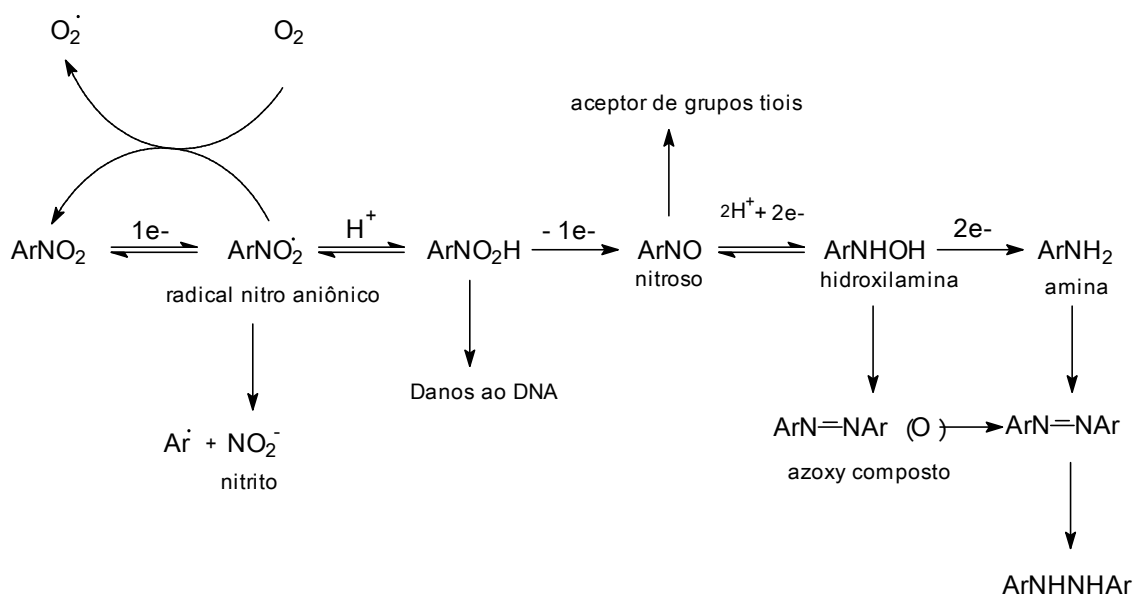 O₂˙ O₂
aceptor de grupos tiois
ArNO₂ 1e- ArNO₂˙ H⁺ ArNO₂H - 1e- ArNO 2H⁺ + 2e- ArNHOH 2e- ArNH₂
radical nitro aniônico nitroso hidroxilamina amina
Danos ao DNA
Ar˙ + NO₂⁻ ArN=NAr (O) ArN=NAr
nitrito azoxy composto
ArNHNHAr